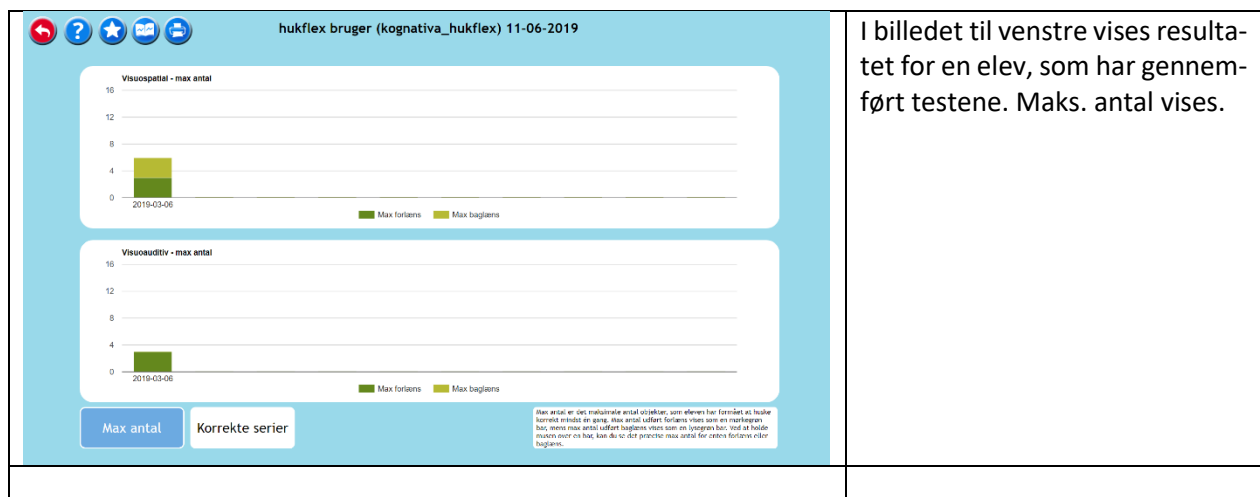 hukflex bruger (kognativa_hukflex) 11-06-2019
Visuospatial - max antal
16
12
8
4
0
2019-03-06
Max forlæns Max baglæns
Visuoauditiv - max antal
16
12
8
4
0
2019-03-06
Max forlæns Max baglæns
Max antal Korrekte serier
Max antal er det maksimale antal objekter, som eleven har formået at huske
korrekt mindst én gang. Max antal udført forlæns vises som en mørkegrøn
bar, mens max antal udført baglæns vises som en lysegrøn bar. Ved at holde
musen over en bar, kan du se det præcise max antal for enten forlæns eller
baglæns.
I billedet til venstre vises resulta-
tet for en elev, som har gennem-
ført testene. Maks. antal vises.